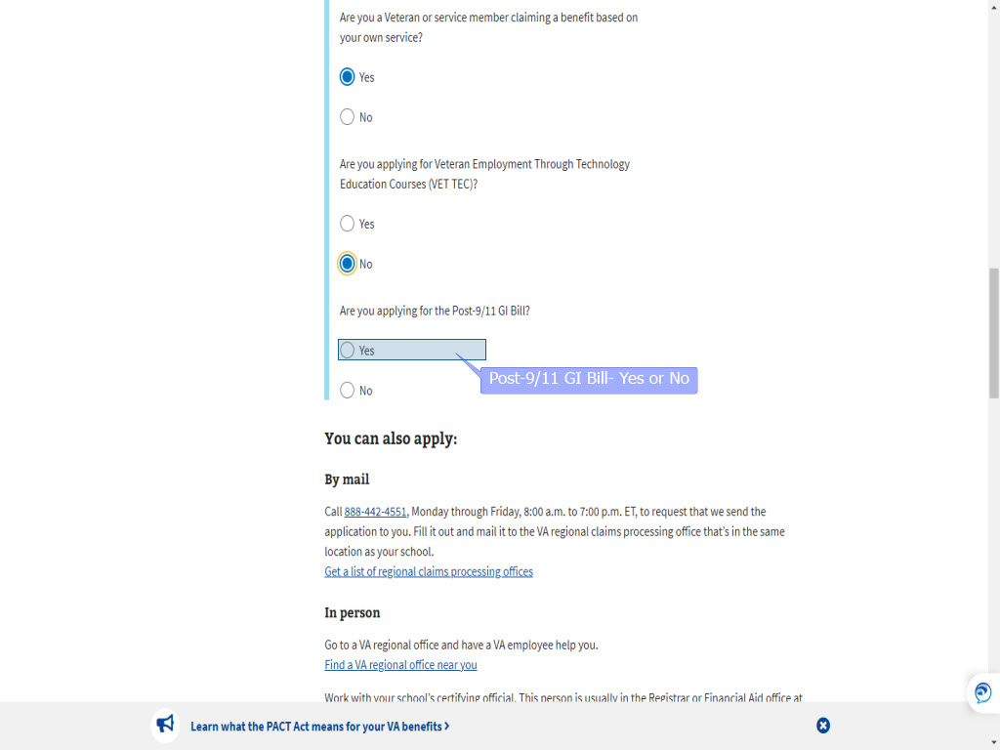 Are you a Veteran or service member claiming a benefit based on
your own service?
Yes
No
Are you applying for Veteran Employment Through Technology
Education Courses (VET TEC)?
Yes
No
Are you applying for the Post-9/11 GI Bill?
Yes
Post-9/11 GI Bill- Yes or No
No
You can also apply:
By mail
Call 888-442-4551, Monday through Friday, 8:00 a.m. to 7:00 p.m. ET, to request that we send the
application to you. Fill it out and mail it to the VA regional claims processing office that's in the same
location as your school.
Get a list of regional claims processing offices
In person
Go to a VA regional office and have a VA employee help you.
Find a VA regional office near you
Work with your school's certifying official. This person is usually in the Registrar or Financial Aid office at
Learn what the PACT Act means for your VA benefits